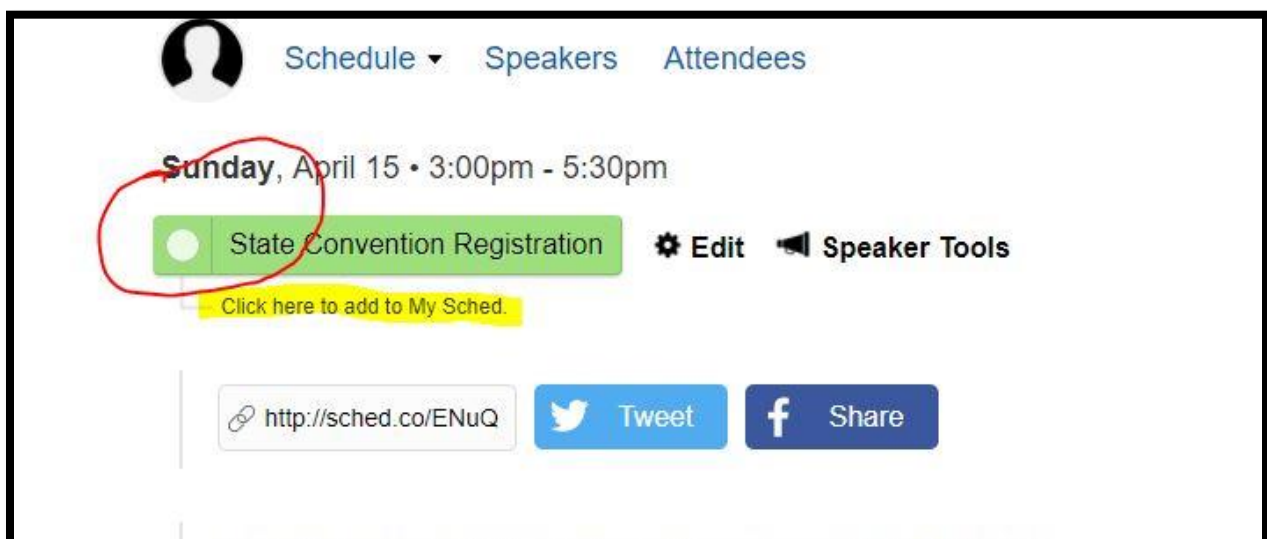 Schedule Speakers Attendees
Sunday, April 15 • 3:00pm - 5:30pm
State Convention Registration Edit Speaker Tools
Click here to add to My Sched.
http://sched.co/ENuQ Tweet f Share